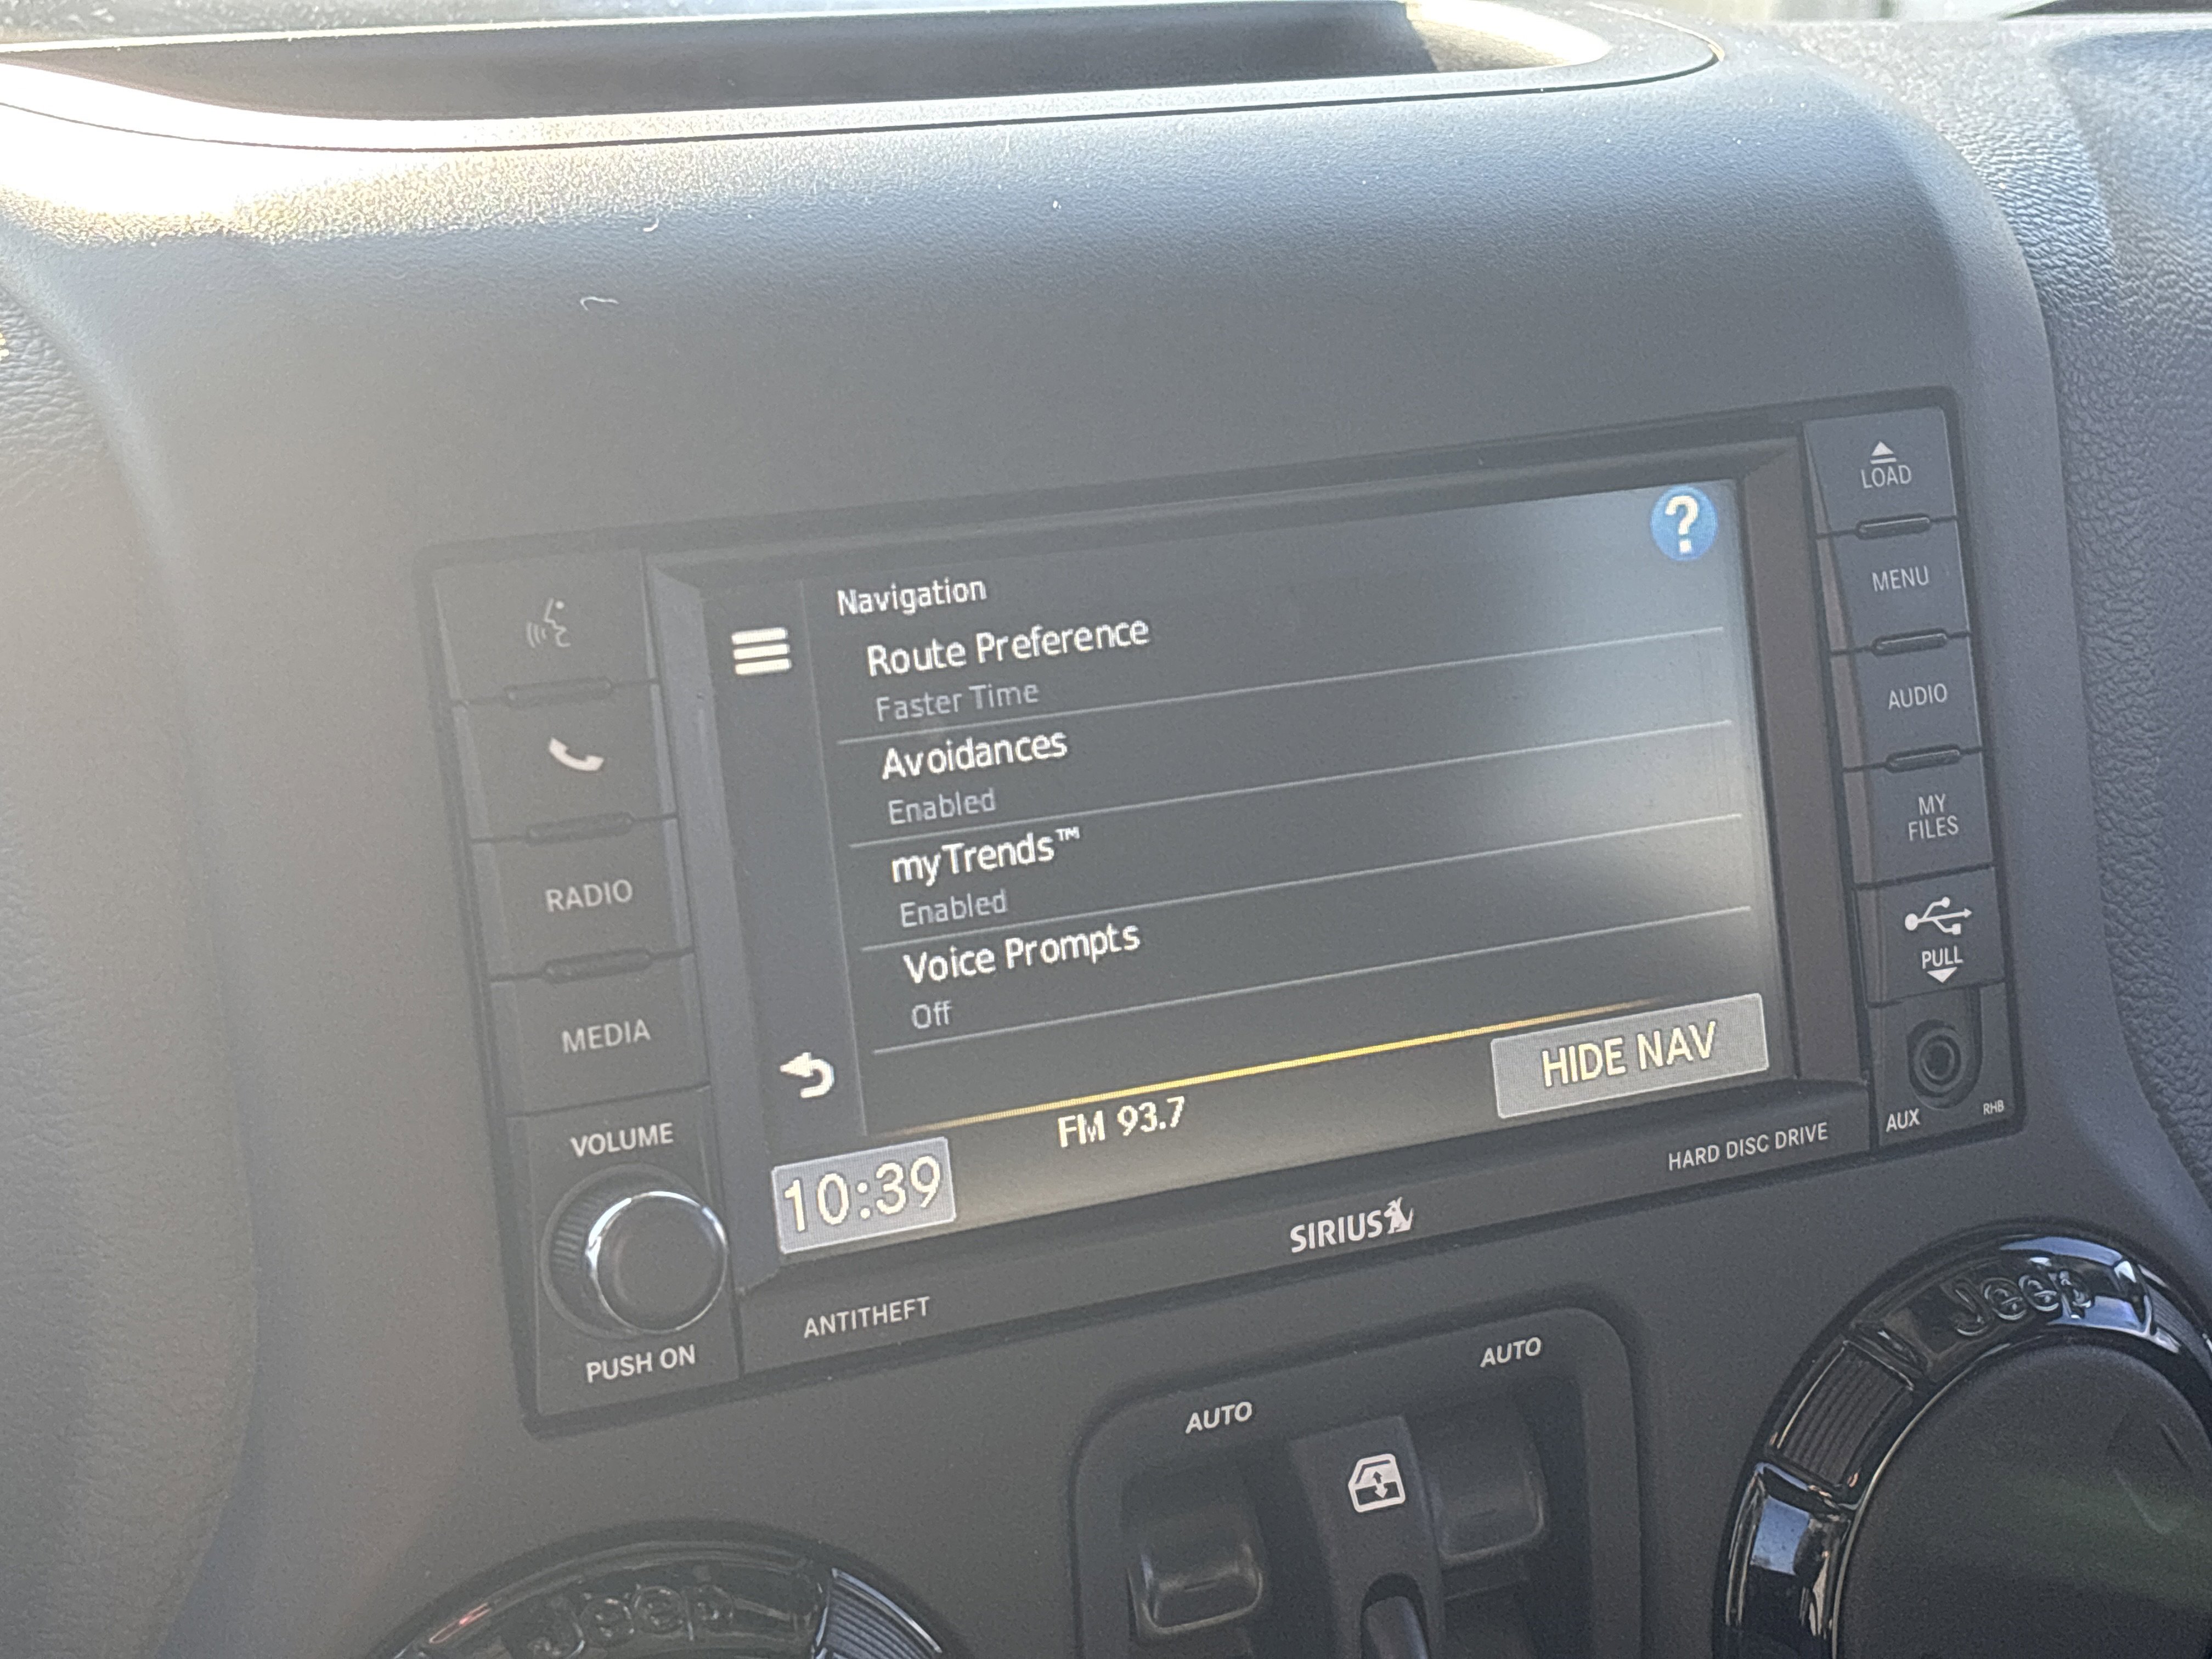 Navigation
Route Preference
Faster Time
Avoidances
Enabled
myTrends™
Enabled
Voice Prompts
Off
FM 93.7
HIDE NAV
10:39
RADIO
MEDIA
VOLUME
PUSH ON
LOAD
MENU
AUDIO
MY
FILES
PULL
AUX
RHB
HARD DISC DRIVE
SIRIUS
ANTITHEFT
AUTO
AUTO
Jeep
Jeep